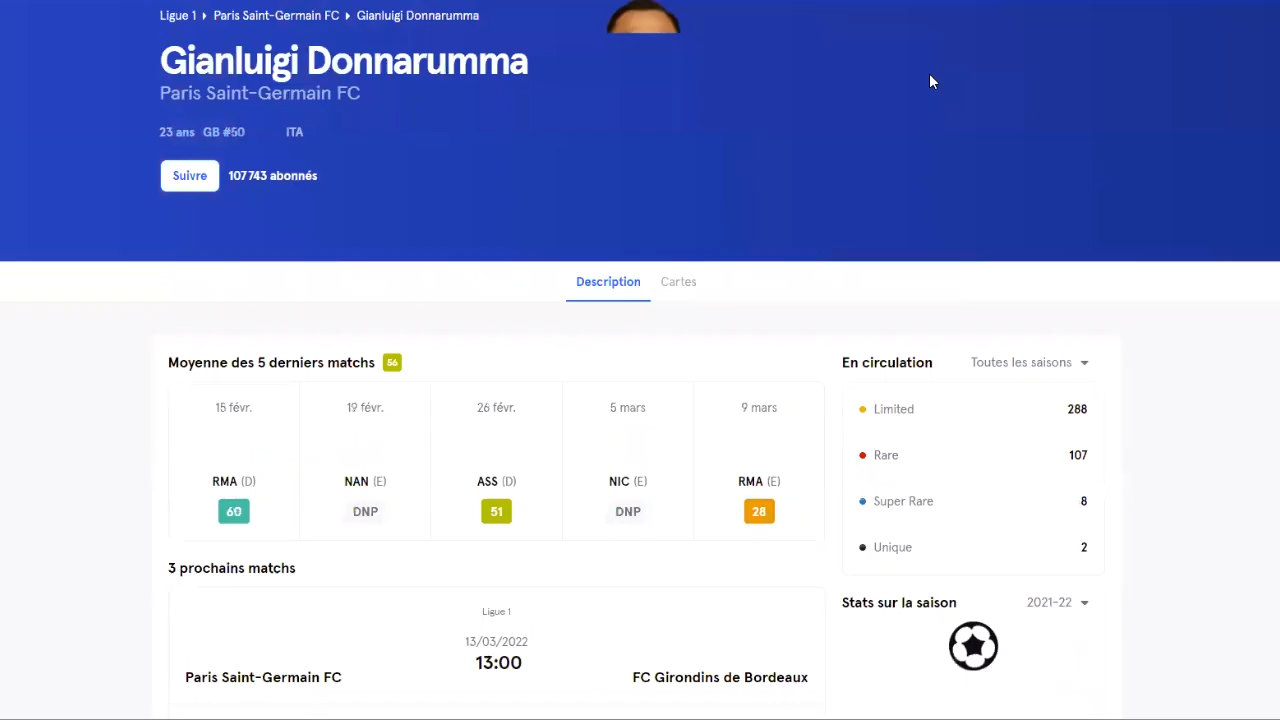 Ligue 1 ▸ Paris Saint-Germain FC ▸ Gianluigi Donnarumma
Gianluigi Donnarumma
Paris Saint-Germain FC
23 ans GB #50 ITA
Suivre 107 743 abonnés
Description Cartes
Moyenne des 5 derniers matchs 56
15 févr. 19 févr. 26 févr. 5 mars 9 mars
RMA (D) NAN (E) ASS (D) NIC (E) RMA (E)
60 DNP 51 DNP 28
3 prochains matchs
Ligue 1
13/03/2022
13:00
Paris Saint-Germain FC FC Girondins de Bordeaux
En circulation Toutes les saisons
Limited 288
Rare 107
Super Rare 8
Unique 2
Stats sur la saison 2021-22